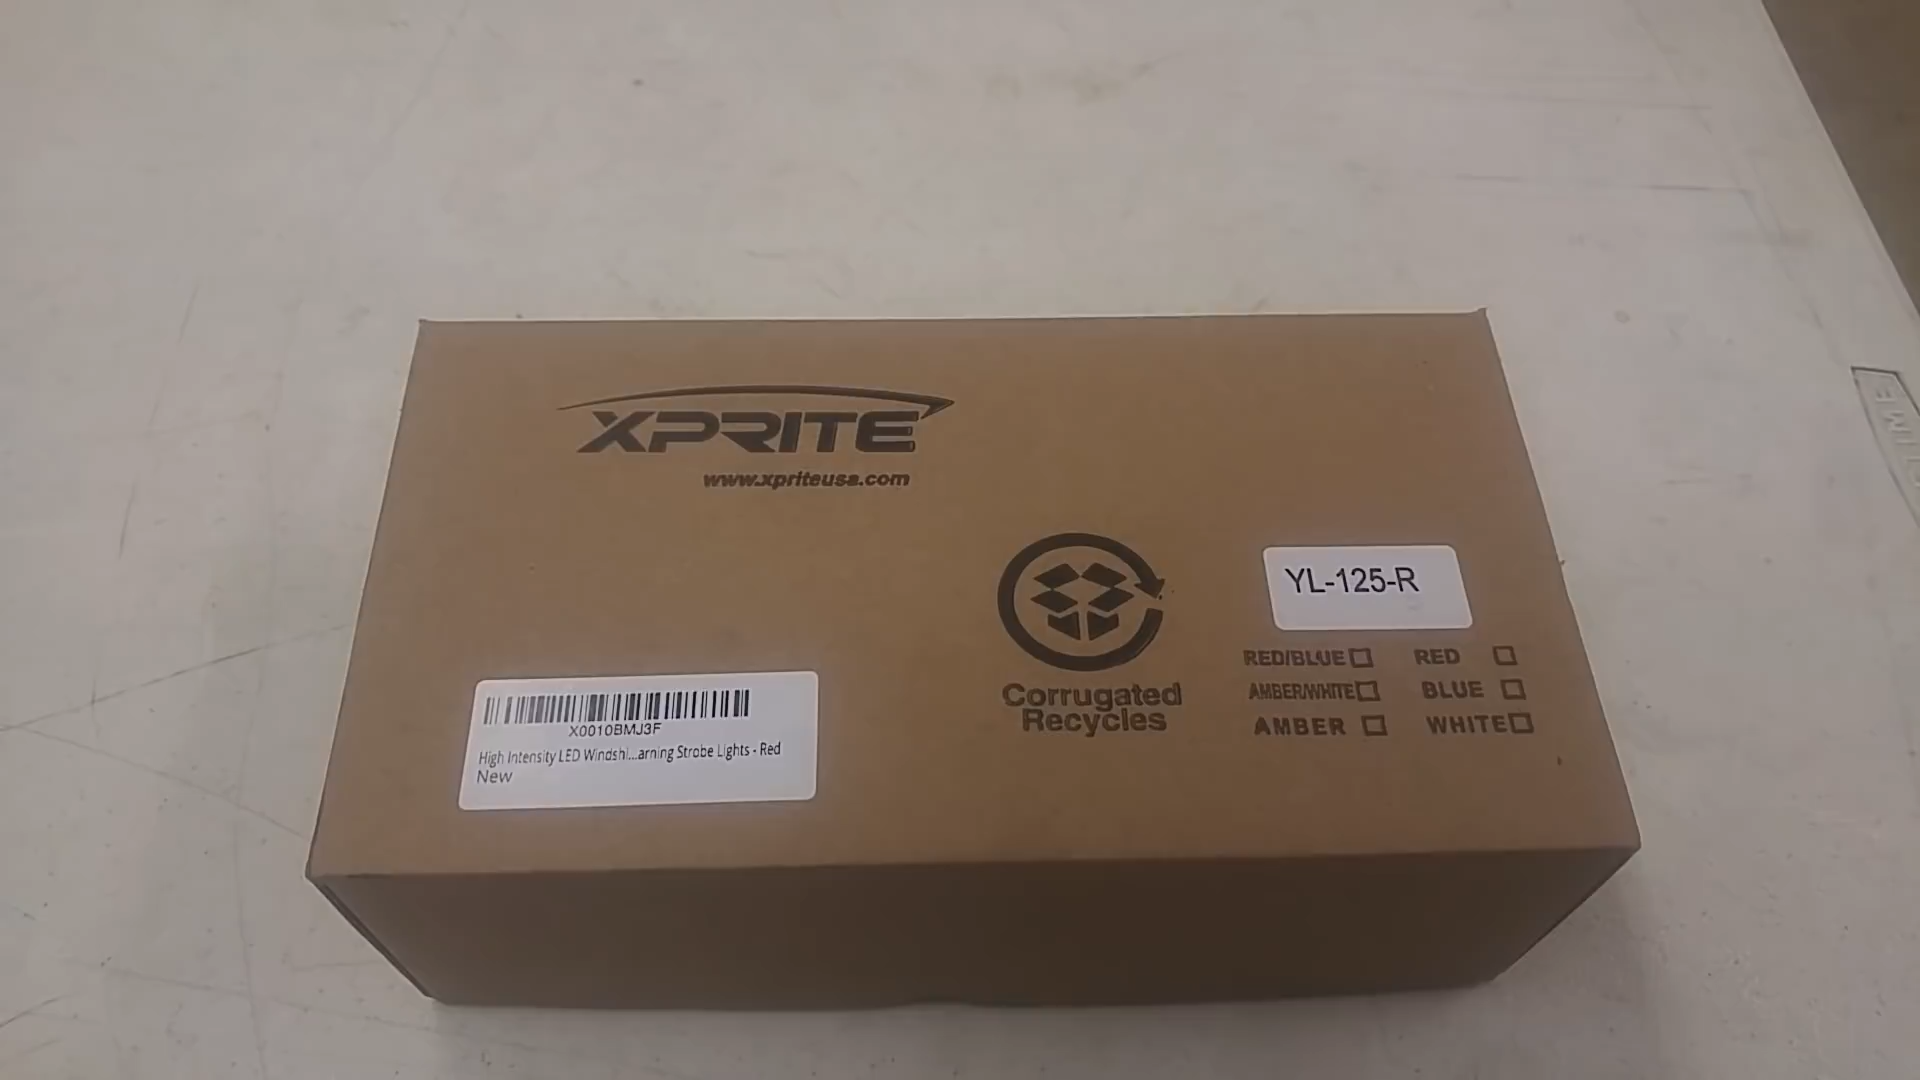 XPRITE
www.xpriteusa.com
YL-125-R
RED/BLUE
RED
AMBER/WHITE
BLUE
AMBER
WHITE
Corrugated
Recycles
X0010BMJ3F
High Intensity LED Windshi...arning Strobe Lights - Red
New